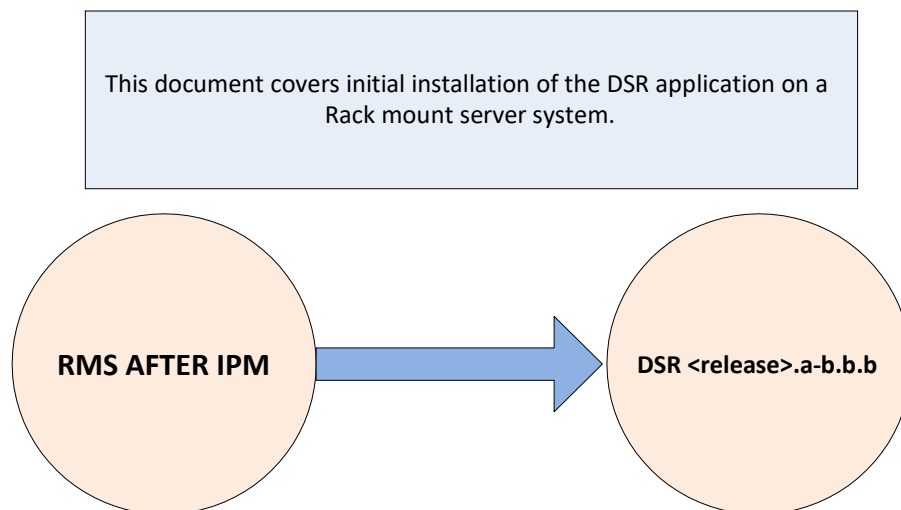 This document covers initial installation of the DSR application on a
Rack mount server system.
RMS AFTER IPM
DSR <release>.a-b.b.b